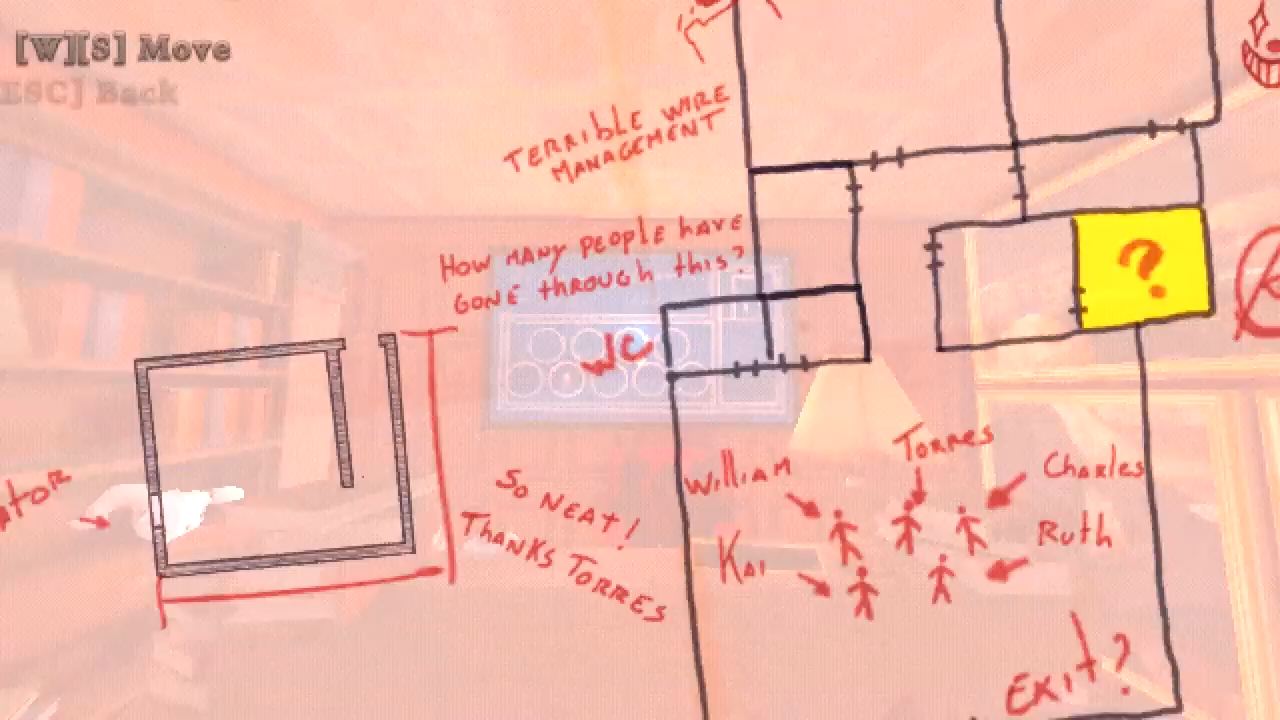 [W][S] Move
ESC] Back
TERRIBLE WIRE
MANAGEMENT
How many people have
gone through this?
WC
?
William
Torres
Charles
Kai
Ruth
So neat!
Thanks Torres
Exit?